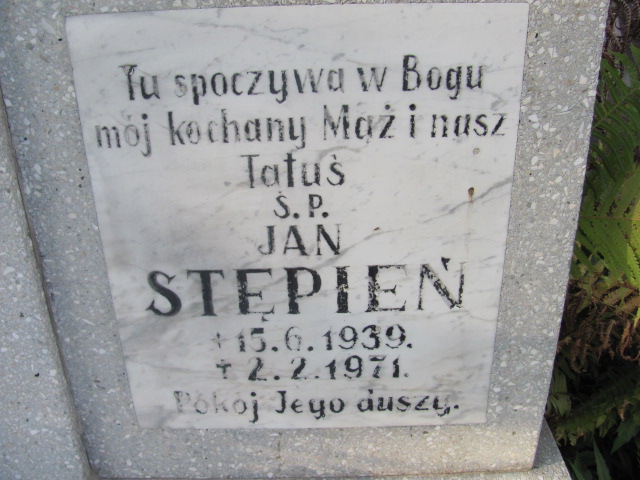 Tu spoczywa w Bogu
mój kochany Mąż i nasz
Tatuś
Ś.P.
JAN
STĘPIEŃ
+ 15.6.1939.
† 2.2.1971.
Pokój Jego duszy.